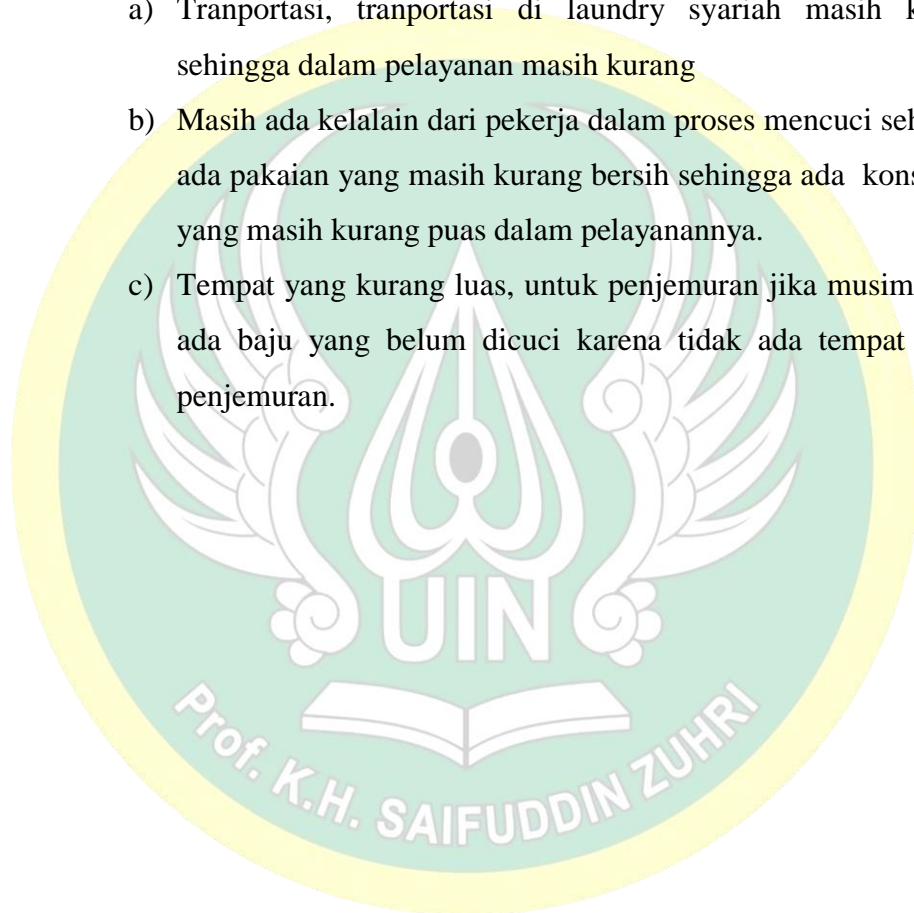 a) Tranportasi, tranportasi di laundry syariah masih
sehingga dalam pelayanan masih kurang
b) Masih ada kelalain dari pekerja dalam proses mencuci
ada pakaian yang masih kurang bersih sehingga ada
yang masih kurang puas dalam pelayanannya.
c) Tempat yang kurang luas, untuk penjemuran jika musim
ada baju yang belum dicuci karena tidak ada tempat
penjemuran.
UIN
Prof. K.H. SAIFUDDIN ZUHRI